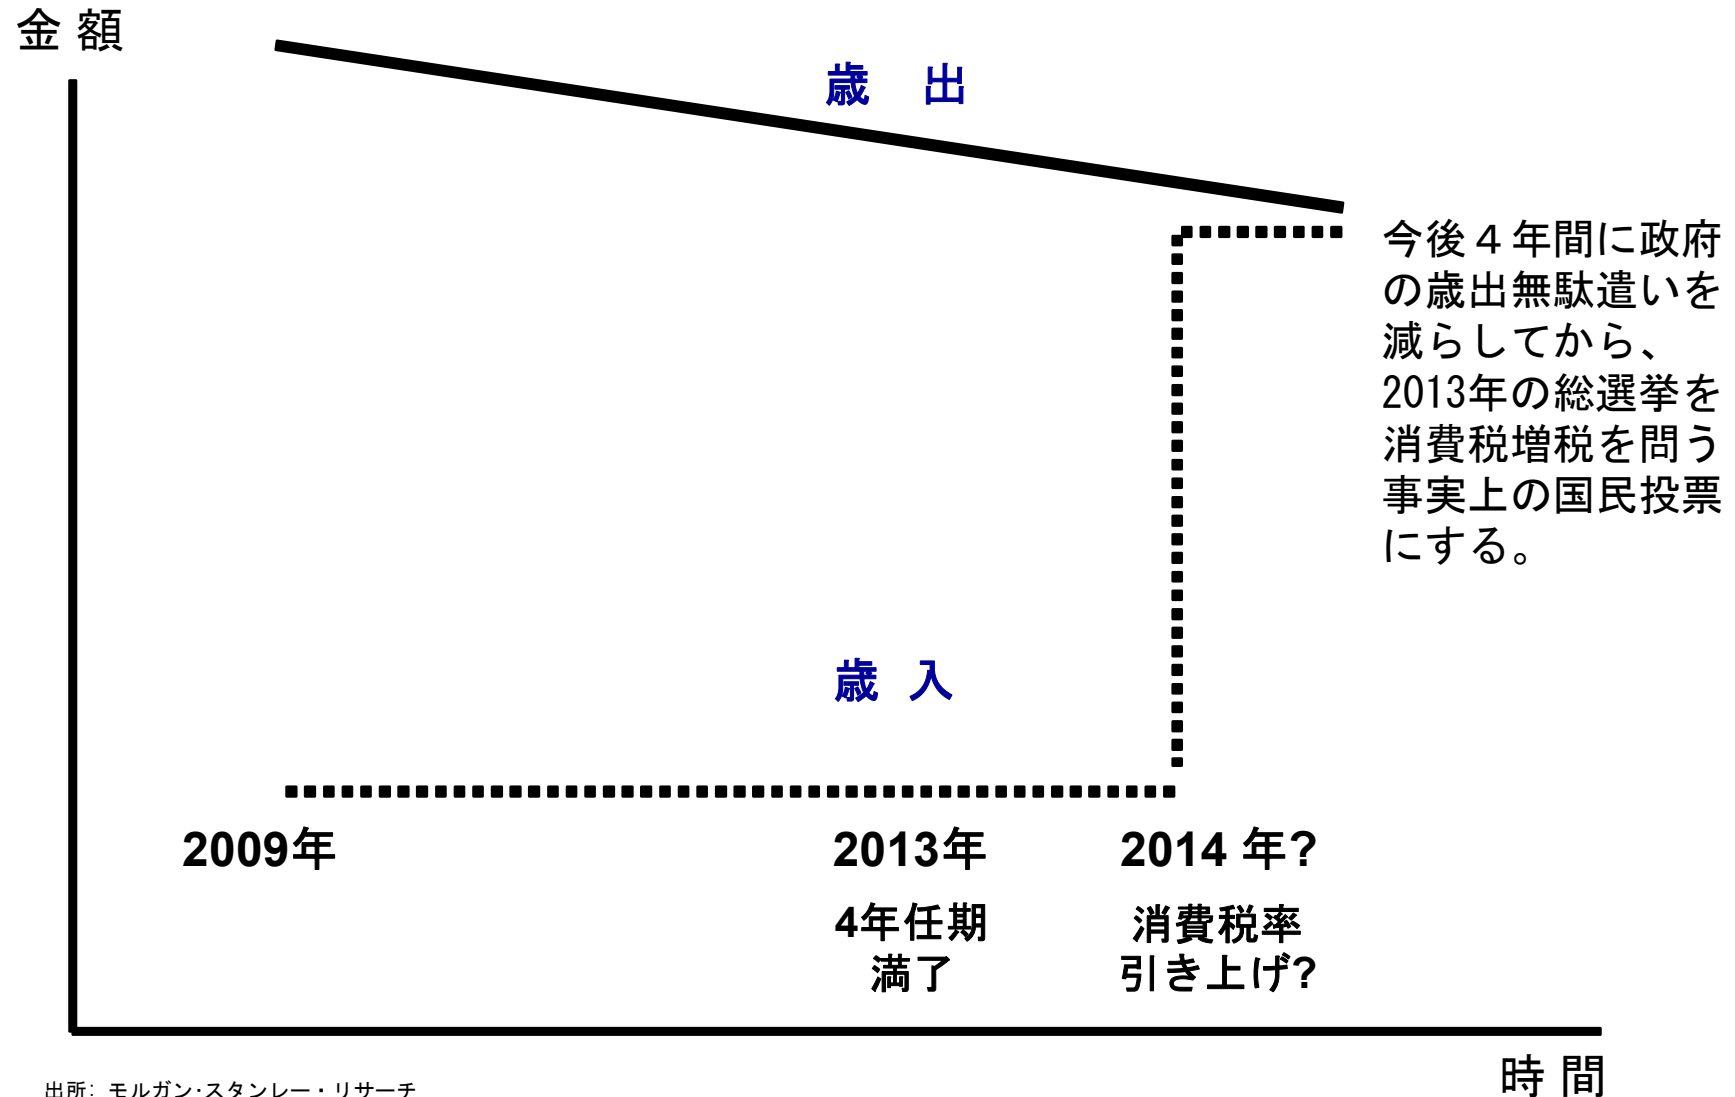 金 額
歳 出
今後４年間に政府
の歳出無駄遣いを
減らしてから、
2013年の総選挙を
消費税増税を問う
事実上の国民投票
にする。
歳 入
2009年
2013年
2014 年?
4年任期
満了
消費税率
引き上げ?
時 間
出所: モルガン･スタンレー・リサーチ